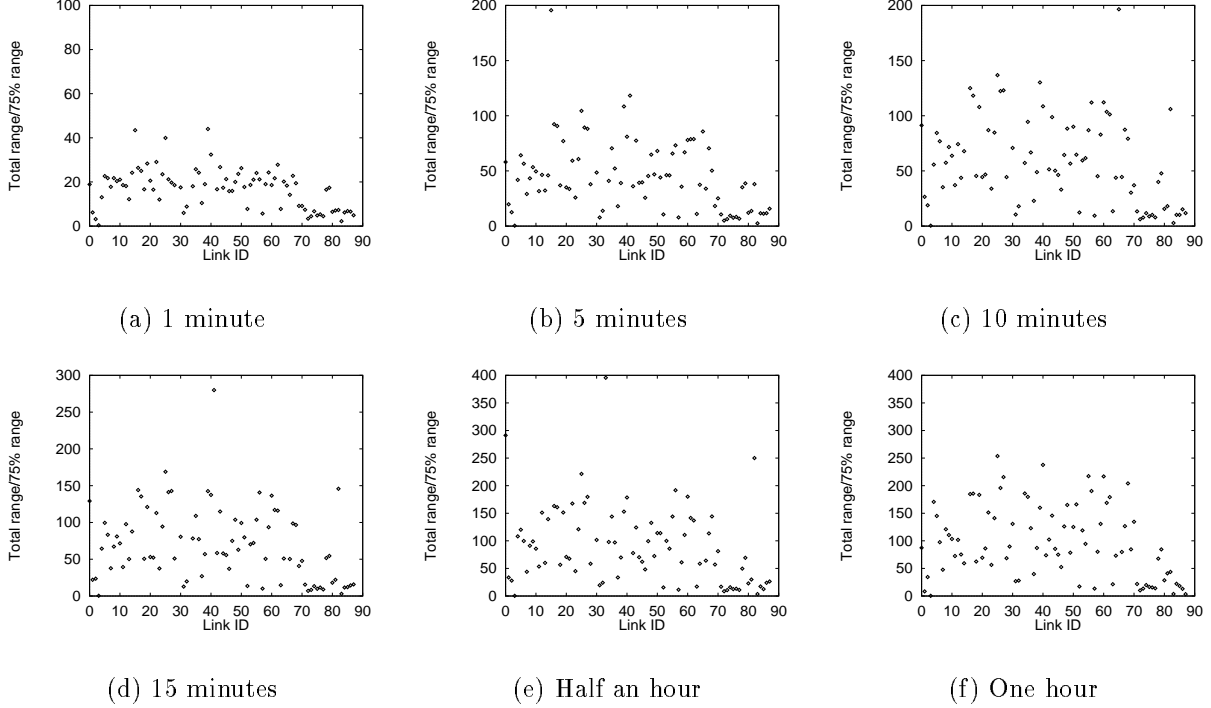 100
80
60
40
20
0
0 10 20 30 40 50 60 70 80 90
Total range/75% range
Link ID
(a) 1 minute
200
150
100
50
0
0 10 20 30 40 50 60 70 80 90
Total range/75% range
Link ID
(b) 5 minutes
200
150
100
50
0
0 10 20 30 40 50 60 70 80 90
Total range/75% range
Link ID
(c) 10 minutes
300
250
200
150
100
50
0
0 10 20 30 40 50 60 70 80 90
Total range/75% range
Link ID
(d) 15 minutes
400
350
300
250
200
150
100
50
0
0 10 20 30 40 50 60 70 80 90
Total range/75% range
Link ID
(e) Half an hour
400
350
300
250
200
150
100
50
0
0 10 20 30 40 50 60 70 80 90
Total range/75% range
Link ID
(f) One hour